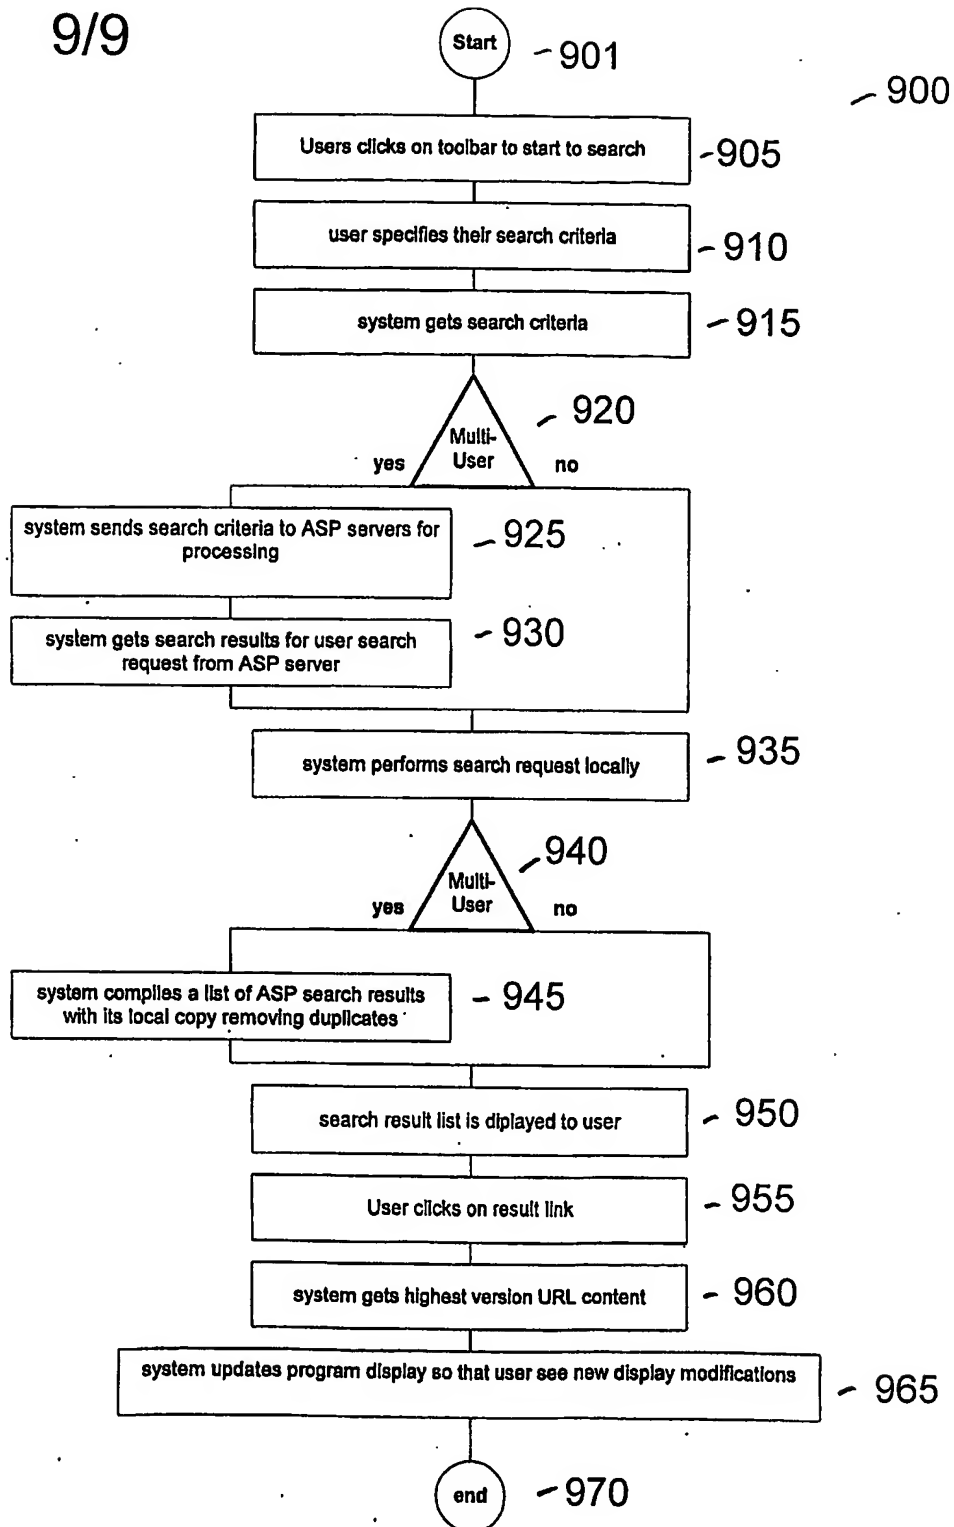 9/9
Start
901
900
Users clicks on toolbar to start to search
905
user specifies their search criteria
910
system gets search criteria
915
920
Multi-
User
yes
no
system sends search criteria to ASP servers for
processing
925
system gets search results for user search
request from ASP server
930
system performs search request locally
935
940
Multi-
User
yes
no
system compiles a list of ASP search results
with its local copy removing duplicates
945
search result list is diplayed to user
950
User clicks on result link
955
system gets highest version URL content
960
system updates program display so that user see new display modifications
965
end
970